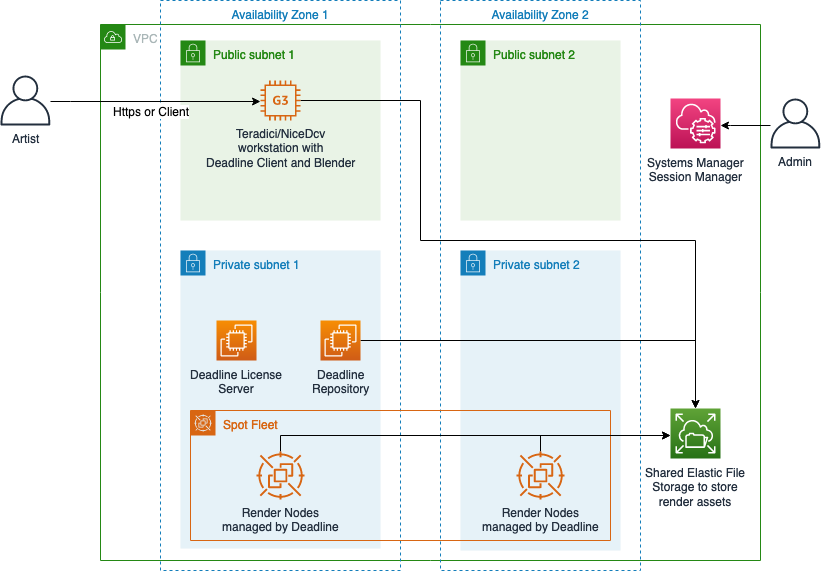 Availability Zone 1
Availability Zone 2
VPC
Public subnet 1
Public subnet 2
G3
Https or Client
Artist
Teradici/NiceDcv
workstation with
Deadline Client and Blender
Systems Manager
Session Manager
Admin
Private subnet 1
Private subnet 2
Deadline License
Server
Deadline
Repository
Spot Fleet
Render Nodes
managed by Deadline
Render Nodes
managed by Deadline
Shared Elastic File
Storage to store
render assets